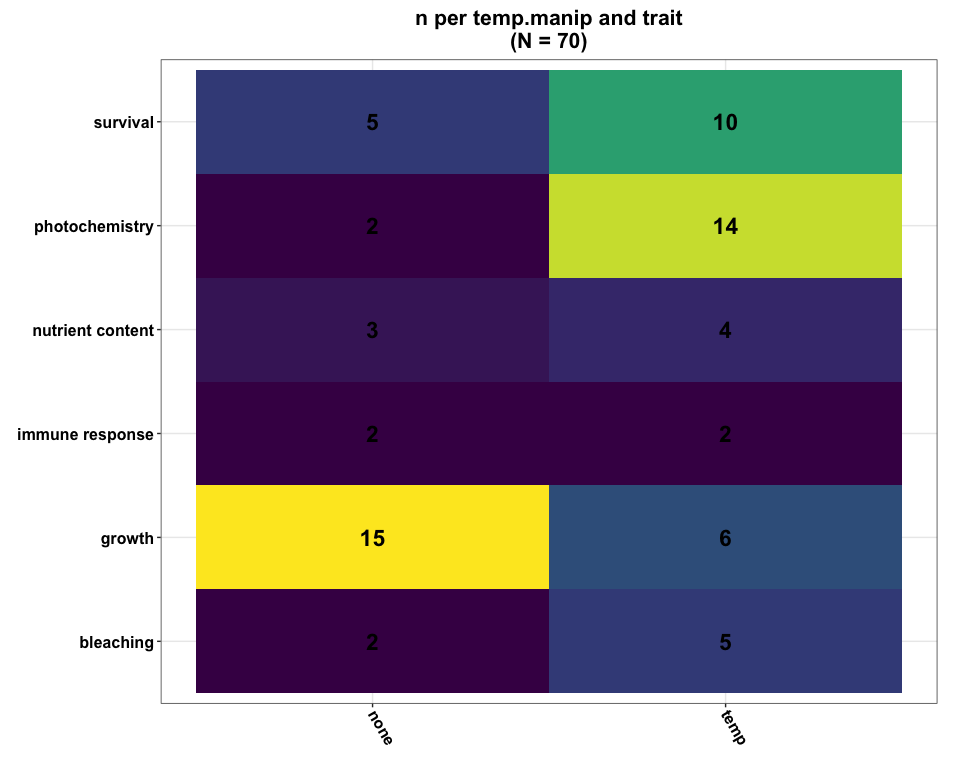 n per temp.manip and trait
(N = 70)
survival 5 10
photochemistry 2 14
nutrient content 3 4
immune response 2 2
growth 15 6
bleaching 2 5
none temp